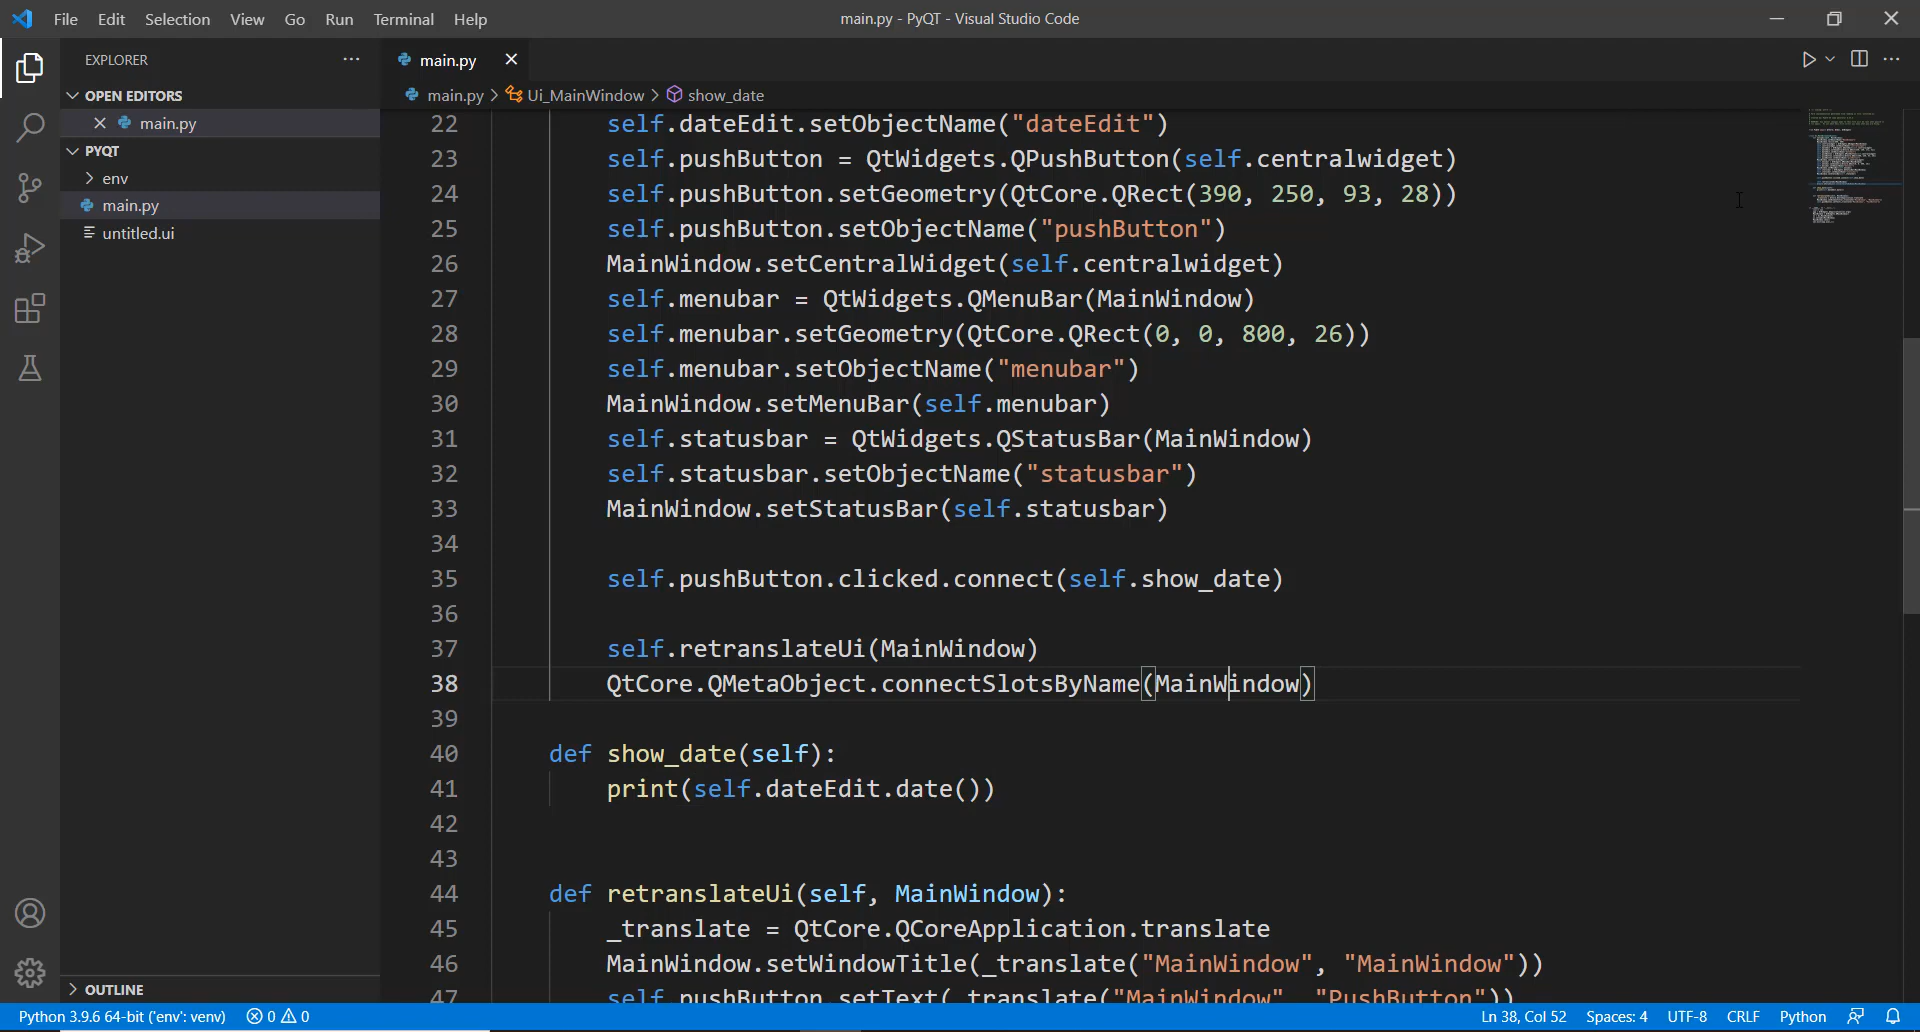 File Edit Selection View Go Run Terminal Help
main.py - PyQT - Visual Studio Code
EXPLORER
OPEN EDITORS
main.py
PYQT
env
main.py
untitled.ui
OUTLINE
main.py
main.py > Ui_MainWindow > show_date
22 self.dateEdit.setObjectName("dateEdit")
23 self.pushButton = QtWidgets.QPushButton(self.centralwidget)
24 self.pushButton.setGeometry(QtCore.QRect(390, 250, 93, 28))
25 self.pushButton.setObjectName("pushButton")
26 MainWindow.setCentralWidget(self.centralwidget)
27 self.menubar = QtWidgets.QMenuBar(MainWindow)
28 self.menubar.setGeometry(QtCore.QRect(0, 0, 800, 26))
29 self.menubar.setObjectName("menubar")
30 MainWindow.setMenuBar(self.menubar)
31 self.statusbar = QtWidgets.QStatusBar(MainWindow)
32 self.statusbar.setObjectName("statusbar")
33 MainWindow.setStatusBar(self.statusbar)
34
35 self.pushButton.clicked.connect(self.show_date)
36
37 self.retranslateUi(MainWindow)
38 QtCore.QMetaObject.connectSlotsByName(MainWindow)
39
40 def show_date(self):
41 print(self.dateEdit.date())
42
43
44 def retranslateUi(self, MainWindow):
45 _translate = QtCore.QCoreApplication.translate
46 MainWindow.setWindowTitle(_translate("MainWindow", "MainWindow"))
47 self.pushButton.setText(_translate("MainWindow", "PushButton"))
Python 3.9.6 64-bit ('env': venv) 0 0
Ln 38, Col 52 Spaces: 4 UTF-8 CRLF Python